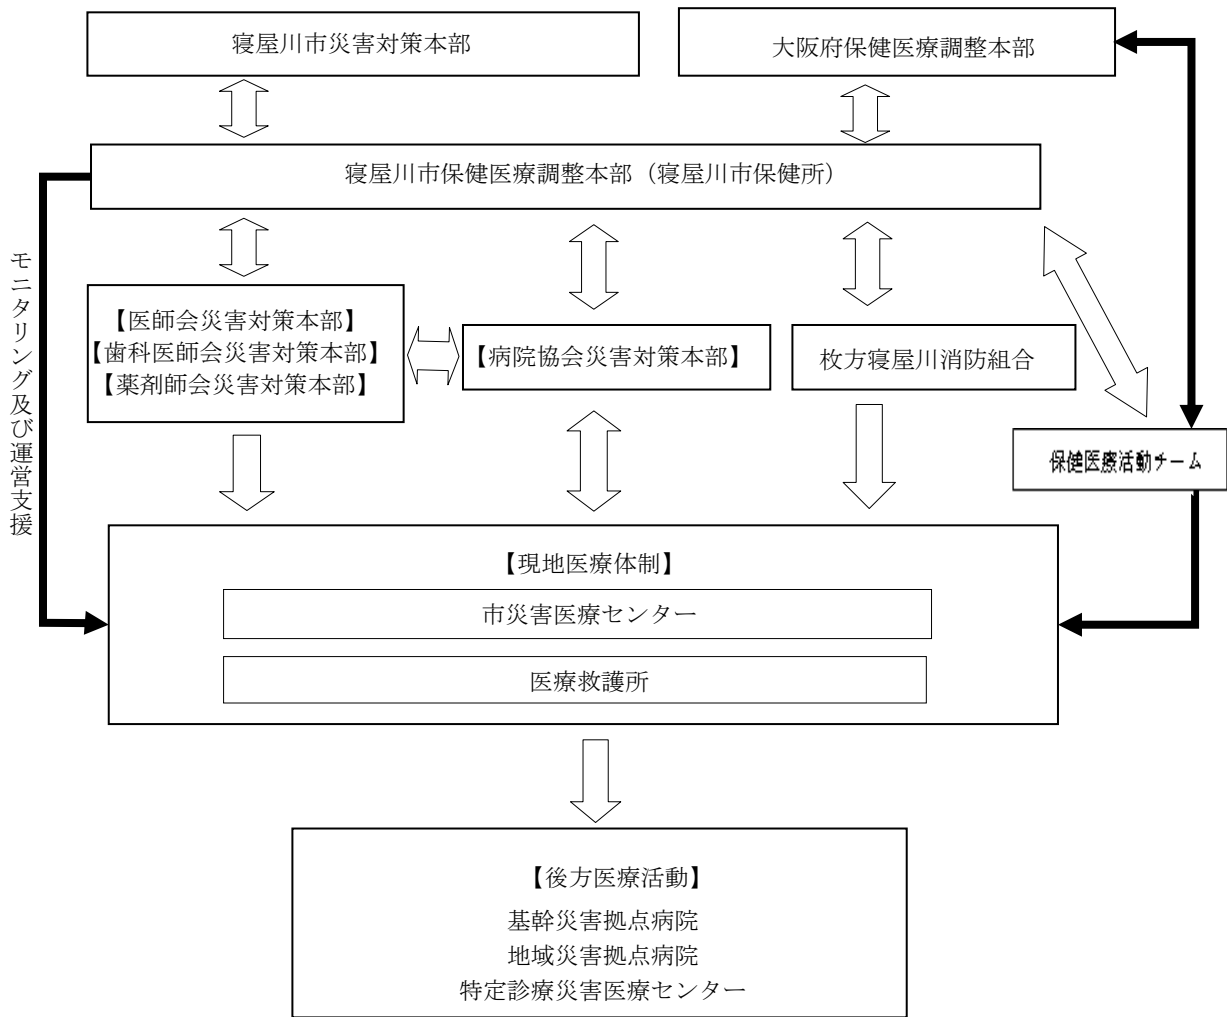 寝屋川市災害対策本部
大阪府保健医療調整本部
寝屋川市保健医療調整本部（寝屋川市保健所）
モニタリング及び運営支援
【医師会災害対策本部】
【歯科医師会災害対策本部】
【薬剤師会災害対策本部】
【病院協会災害対策本部】
枚方寝屋川消防組合
保健医療活動チーム
【現地医療体制】
市災害医療センター
医療救護所
【後方医療活動】
基幹災害拠点病院
地域災害拠点病院
特定診療災害医療センター